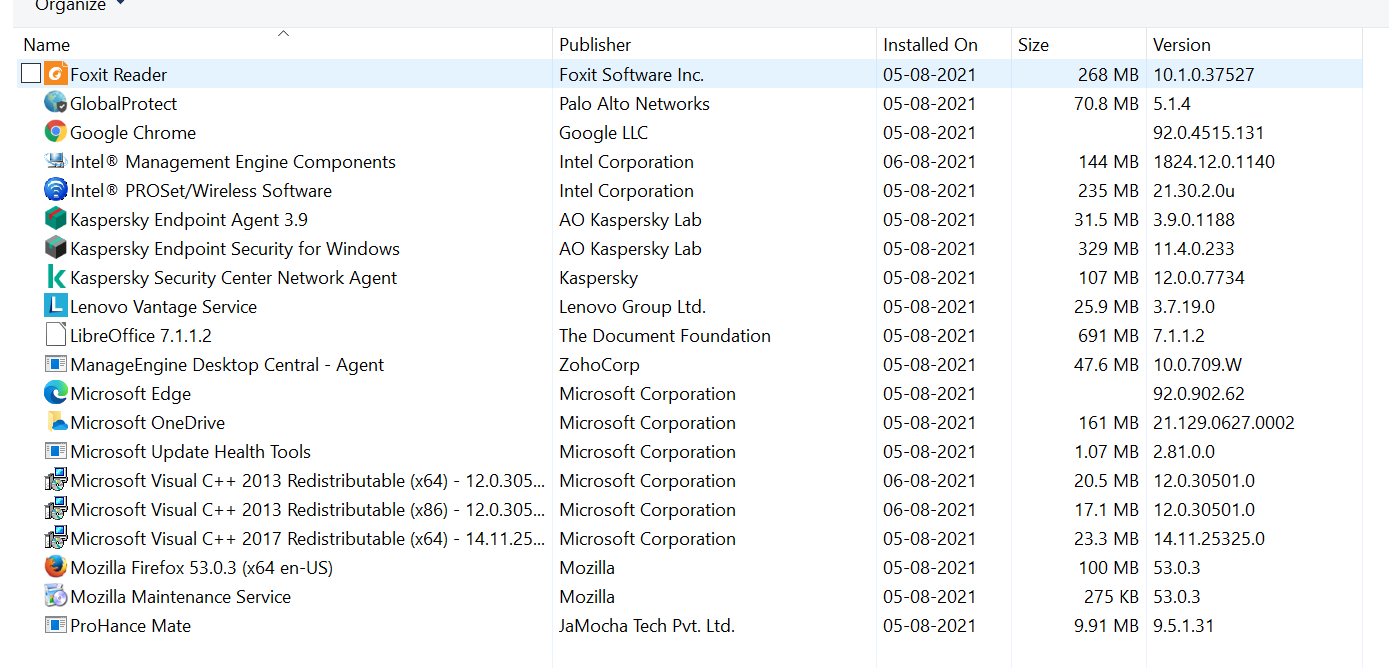 Organize
Name Publisher Installed On Size Version
Foxit Reader Foxit Software Inc. 05-08-2021 268 MB 10.1.0.37527
GlobalProtect Palo Alto Networks 05-08-2021 70.8 MB 5.1.4
Google Chrome Google LLC 05-08-2021 92.0.4515.131
Intel® Management Engine Components Intel Corporation 06-08-2021 144 MB 1824.12.0.1140
Intel® PROSet/Wireless Software Intel Corporation 05-08-2021 235 MB 21.30.2.0u
Kaspersky Endpoint Agent 3.9 AO Kaspersky Lab 05-08-2021 31.5 MB 3.9.0.1188
Kaspersky Endpoint Security for Windows AO Kaspersky Lab 05-08-2021 329 MB 11.4.0.233
Kaspersky Security Center Network Agent Kaspersky 05-08-2021 107 MB 12.0.0.7734
Lenovo Vantage Service Lenovo Group Ltd. 05-08-2021 25.9 MB 3.7.19.0
LibreOffice 7.1.1.2 The Document Foundation 05-08-2021 691 MB 7.1.1.2
ManageEngine Desktop Central - Agent ZohoCorp 05-08-2021 47.6 MB 10.0.709.W
Microsoft Edge Microsoft Corporation 05-08-2021 92.0.902.62
Microsoft OneDrive Microsoft Corporation 05-08-2021 161 MB 21.129.0627.0002
Microsoft Update Health Tools Microsoft Corporation 05-08-2021 1.07 MB 2.81.0.0
Microsoft Visual C++ 2013 Redistributable (x64) - 12.0.305... Microsoft Corporation 06-08-2021 20.5 MB 12.0.30501.0
Microsoft Visual C++ 2013 Redistributable (x86) - 12.0.305... Microsoft Corporation 06-08-2021 17.1 MB 12.0.30501.0
Microsoft Visual C++ 2017 Redistributable (x64) - 14.11.25... Microsoft Corporation 05-08-2021 23.3 MB 14.11.25325.0
Mozilla Firefox 53.0.3 (x64 en-US) Mozilla 05-08-2021 100 MB 53.0.3
Mozilla Maintenance Service Mozilla 05-08-2021 275 KB 53.0.3
ProHance Mate JaMocha Tech Pvt. Ltd. 05-08-2021 9.91 MB 9.5.1.31